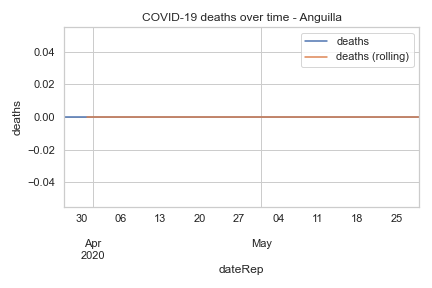 COVID-19 deaths over time - Anguilla
deaths
deaths (rolling)
0.04
0.02
0.00
−0.02
−0.04
deaths
30 06 13 20 27 04 11 18 25
Apr May
2020
dateRep